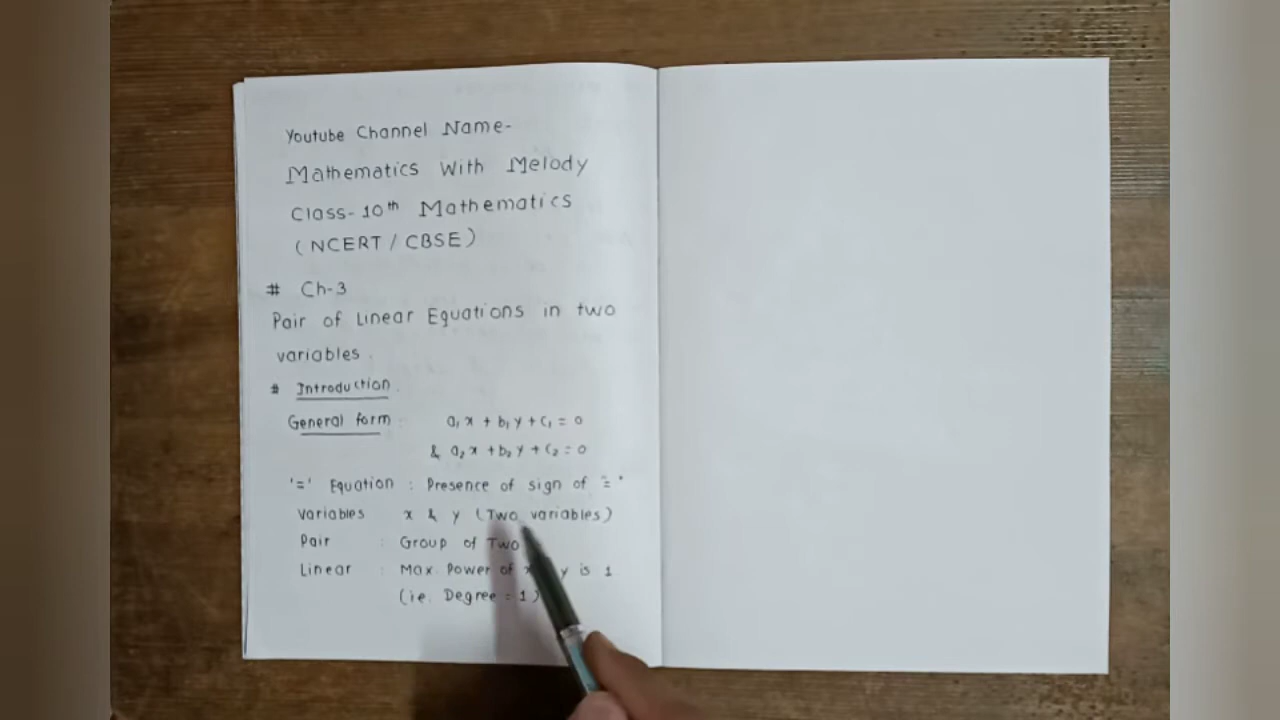 Youtube Channel Name-
Mathematics With Melody
Class- 10th Mathematics
(NCERT / CBSE)
# Ch-3
Pair of Linear Equations in two
variables.
# Introduction.
General form : a₁x + b₁y + c₁ = 0
& a₂x + b₂y + c₂ = 0
'=' Equation : Presence of sign of "="
Variables x & y (Two variables)
Pair : Group of Two
Linear : Max. Power of x y is 1
(ie. Degree = 1)